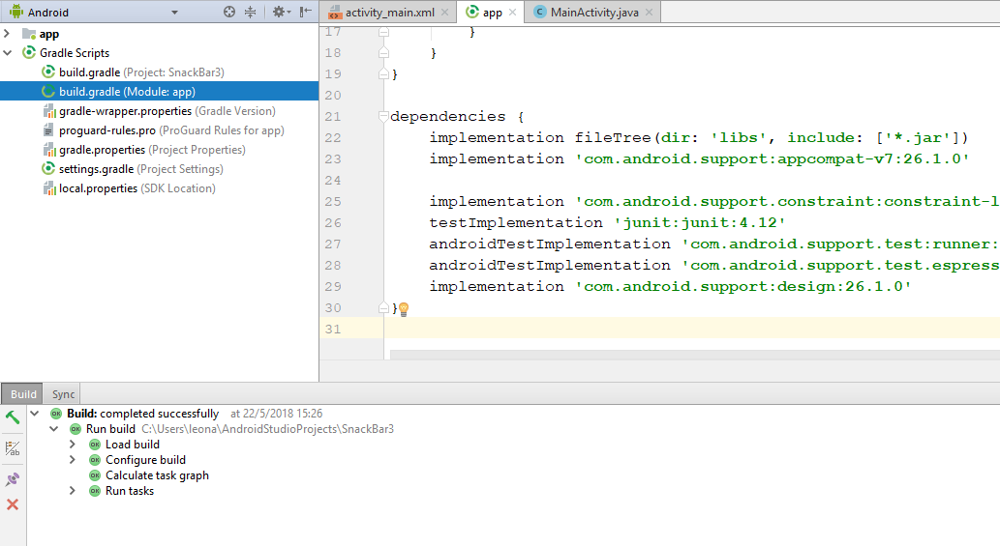 Android
activity_main.xml
app
MainActivity.java
app
Gradle Scripts
build.gradle (Project: SnackBar3)
build.gradle (Module: app)
gradle-wrapper.properties (Gradle Version)
proguard-rules.pro (ProGuard Rules for app)
gradle.properties (Project Properties)
settings.gradle (Project Settings)
local.properties (SDK Location)
17 }
18 }
19 }
20
21 dependencies {
22 implementation fileTree(dir: 'libs', include: ['*.jar'])
23 implementation 'com.android.support:appcompat-v7:26.1.0'
24
25 implementation 'com.android.support.constraint:constraint-l
26 testImplementation 'junit:junit:4.12'
27 androidTestImplementation 'com.android.support.test:runner:
28 androidTestImplementation 'com.android.support.test.espress
29 implementation 'com.android.support:design:26.1.0'
30 }
31
Build Sync
Build: completed successfully at 22/5/2018 15:26
Run build C:\Users\leona\AndroidStudioProjects\SnackBar3
Load build
Configure build
Calculate task graph
Run tasks